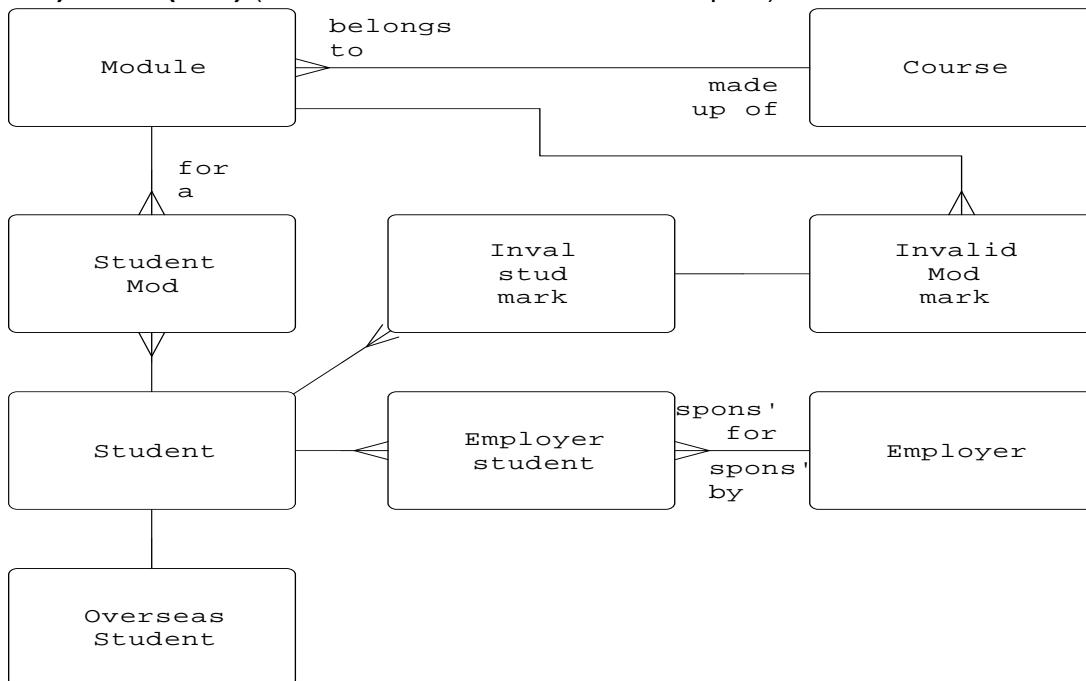 belongs
to
Module
Course
made
up of
for
a
Student
Mod
Inval
stud
mark
Invalid
Mod
mark
Student
Employer
student
spons'
for
spons'
by
Employer
Overseas
Student